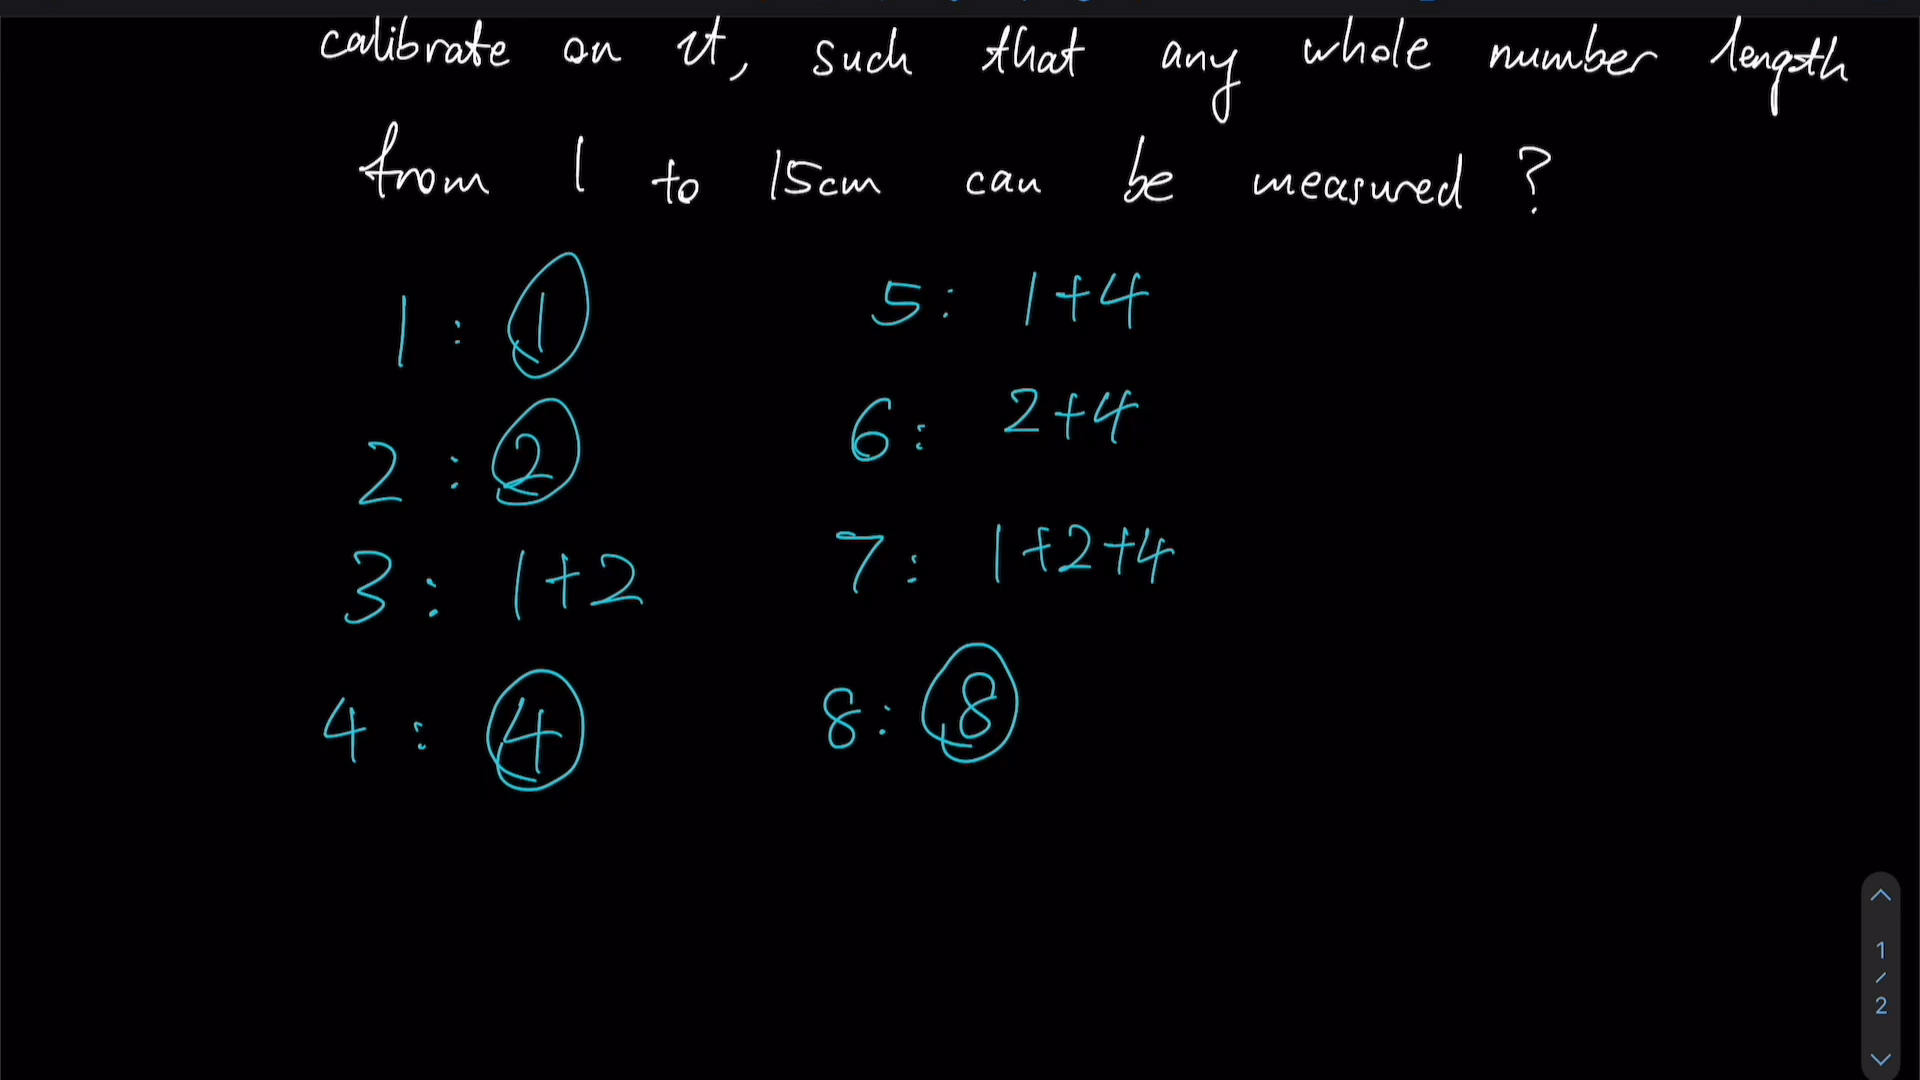 calibrate on it, such that any whole number length
from 1 to 15cm can be measured ?
1 : 1
2 : 2
3 : 1+2
4 : 4
5 : 1+4
6 : 2+4
7 : 1+2+4
8 : 8
1
/
2